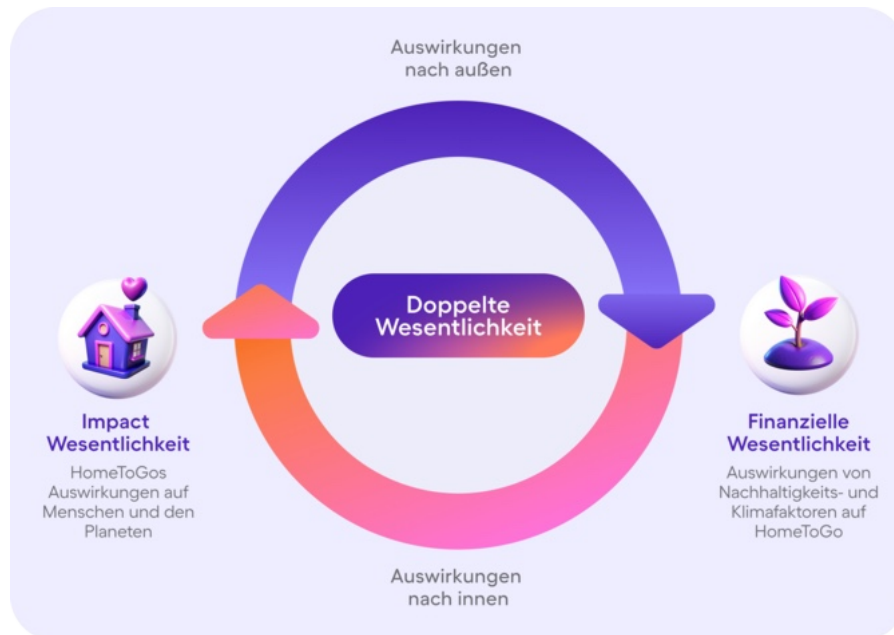 Auswirkungen
nach außen
Doppelte
Wesentlichkeit
Impact
Wesentlichkeit
HomeToGos
Auswirkungen auf
Menschen und den
Planeten
Finanzielle
Wesentlichkeit
Auswirkungen von
Nachhaltigkeits- und
Klimafaktoren auf
HomeToGo
Auswirkungen
nach innen